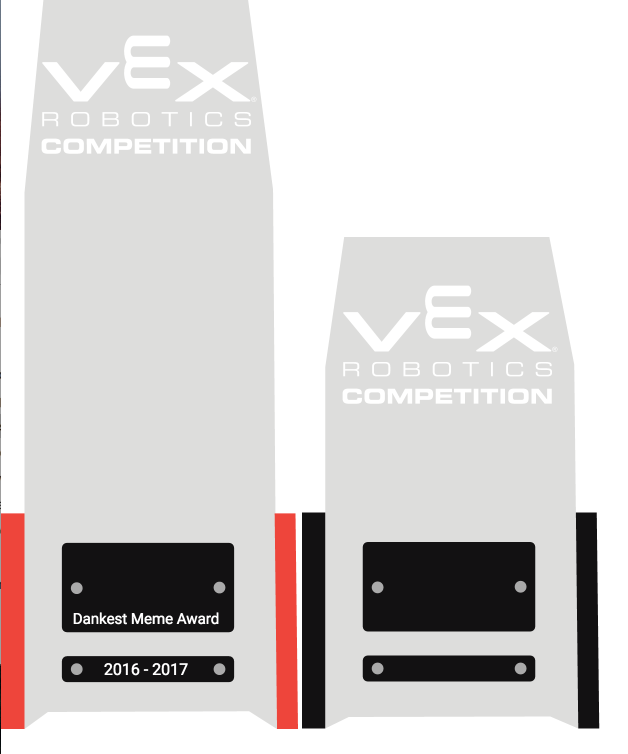 VEX
ROBOTICS
COMPETITION
Dankest Meme Award
2016 - 2017
VEX
ROBOTICS
COMPETITION